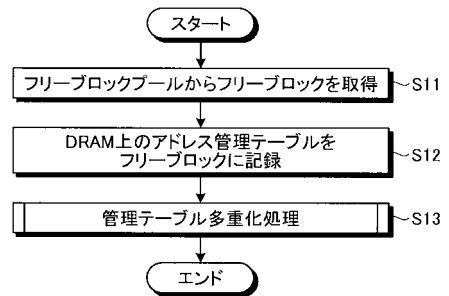 スタート
フリーブロックプールからフリーブロックを取得
S11
DRAM上のアドレス管理テーブルを
フリーブロックに記録
S12
管理テーブル多重化処理
S13
エンド